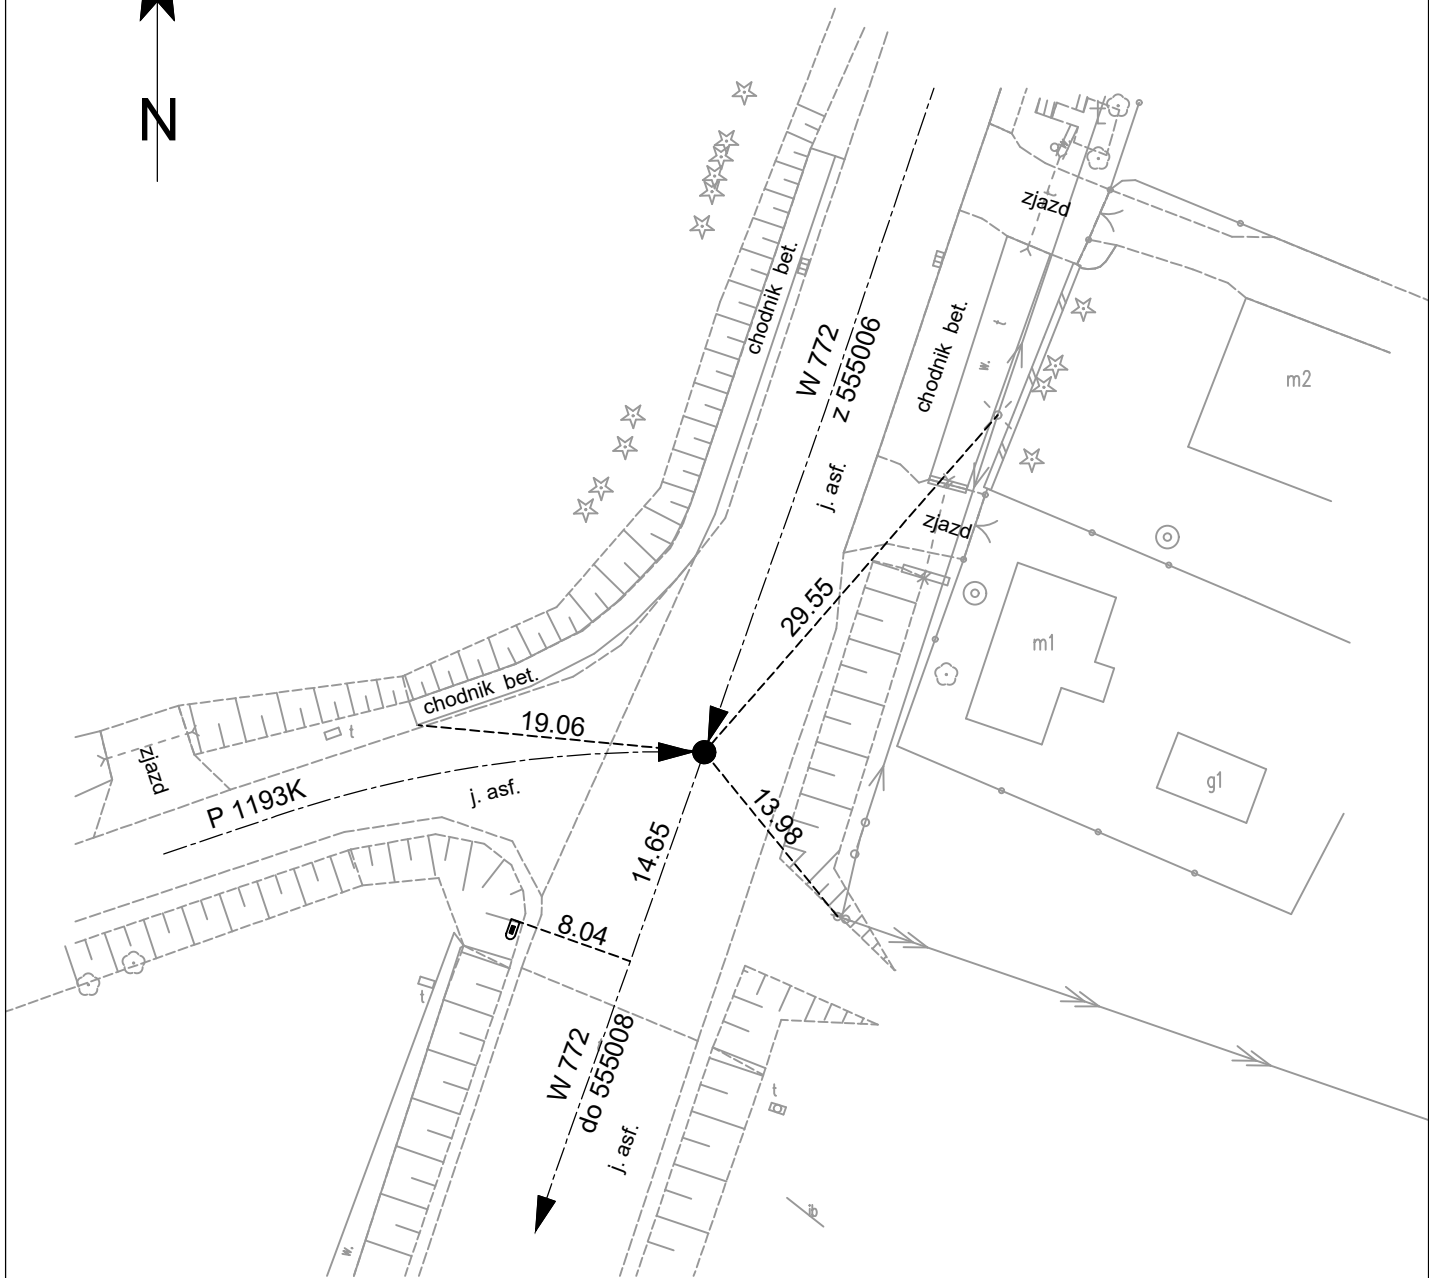 N
zjazd
chodnik bet.
W 772
z 555006
chodnik bet.
t
w.
m2
j. asf.
zjazd
29.55
m1
chodnik bet.
19.06
t
zjazd
P 1193K
j. asf.
g1
13.98
14.65
8.04
t
W 772
do 555008
t
j. asf.
w.
ip